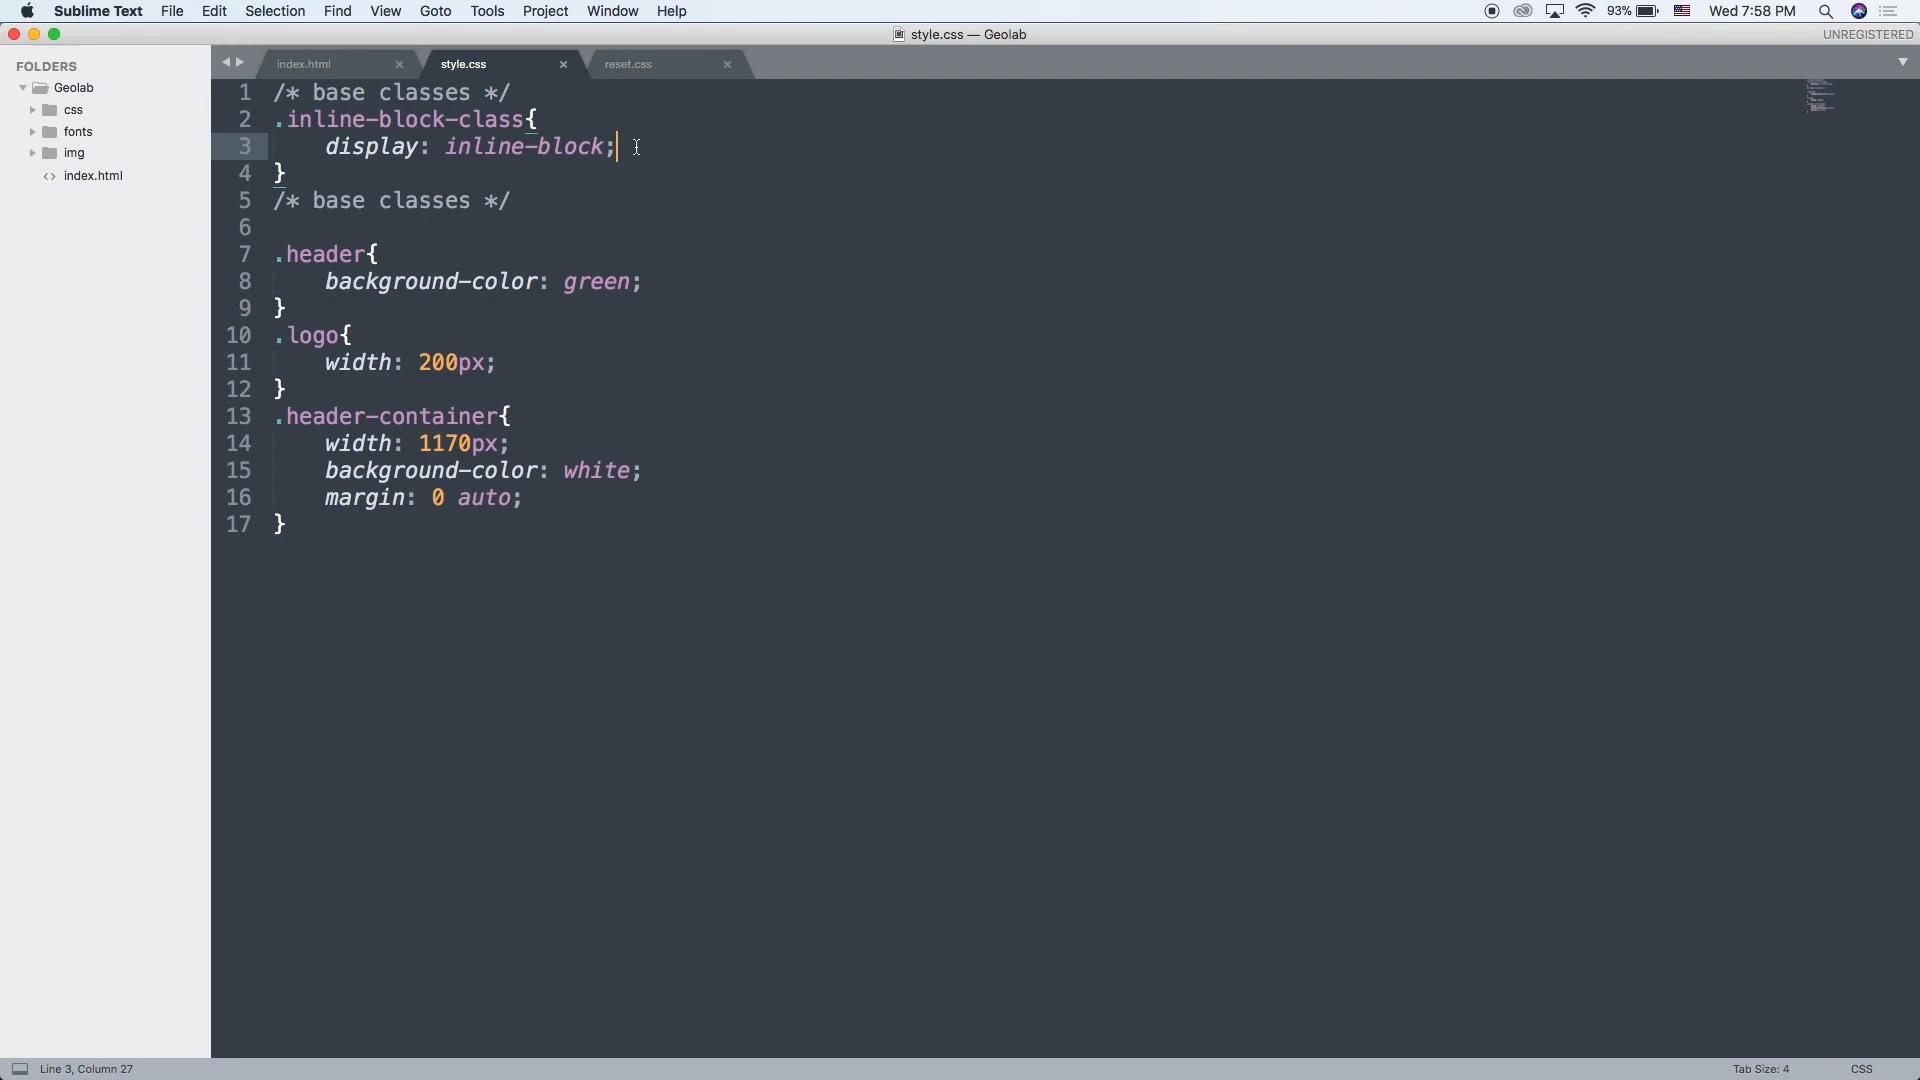 Sublime Text File Edit Selection Find View Goto Tools Project Window Help 93% Wed 7:58 PM
style.css — Geolab UNREGISTERED
FOLDERS
Geolab
css
fonts
img
index.html
index.html style.css reset.css
1 /* base classes */
2 .inline-block-class{
3 display: inline-block;
4 }
5 /* base classes */
6
7 .header{
8 background-color: green;
9 }
10 .logo{
11 width: 200px;
12 }
13 .header-container{
14 width: 1170px;
15 background-color: white;
16 margin: 0 auto;
17 }
Line 3, Column 27 Tab Size: 4 CSS